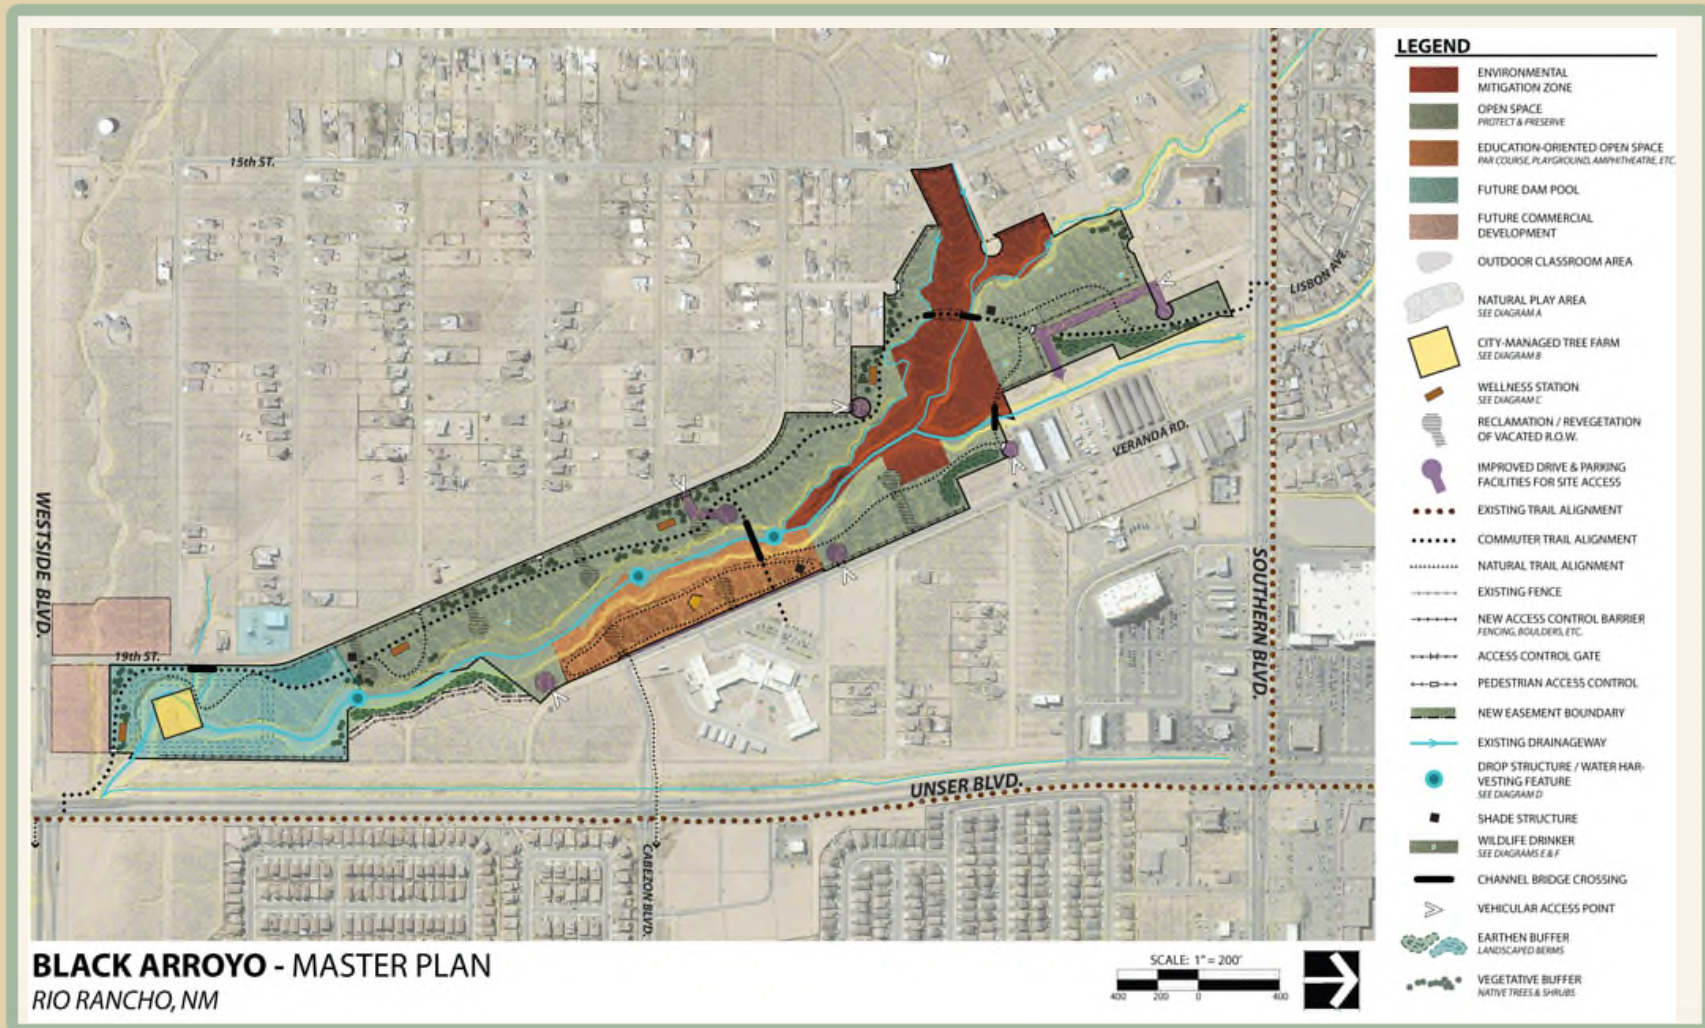 15th ST.
LISBON AVE.
VERANDA RD.
WESTSIDE BLVD.
SOUTHERN BLVD.
19th ST.
UNSER BLVD.
CABEZON BLVD.
LEGEND
ENVIRONMENTAL
MITIGATION ZONE
OPEN SPACE
PROTECT & PRESERVE
EDUCATION-ORIENTED OPEN SPACE
PAR COURSE, PLAYGROUND, AMPHITHEATRE, ETC.
FUTURE DAM POOL
FUTURE COMMERCIAL
DEVELOPMENT
OUTDOOR CLASSROOM AREA
NATURAL PLAY AREA
SEE DIAGRAM A
CITY-MANAGED TREE FARM
SEE DIAGRAM B
WELLNESS STATION
SEE DIAGRAM C
RECLAMATION / REVEGETATION
OF VACATED R.O.W.
IMPROVED DRIVE & PARKING
FACILITIES FOR SITE ACCESS
EXISTING TRAIL ALIGNMENT
COMMUTER TRAIL ALIGNMENT
NATURAL TRAIL ALIGNMENT
EXISTING FENCE
NEW ACCESS CONTROL BARRIER
FENCING, BOULDERS, ETC.
ACCESS CONTROL GATE
PEDESTRIAN ACCESS CONTROL
NEW EASEMENT BOUNDARY
EXISTING DRAINAGEWAY
DROP STRUCTURE / WATER HAR-
VESTING FEATURE
SEE DIAGRAM D
SHADE STRUCTURE
WILDLIFE DRINKER
SEE DIAGRAMS E & F
CHANNEL BRIDGE CROSSING
VEHICULAR ACCESS POINT
EARTHEN BUFFER
LANDSCAPED BERMS
VEGETATIVE BUFFER
NATIVE TREES & SHRUBS
BLACK ARROYO - MASTER PLAN
RIO RANCHO, NM
SCALE: 1" = 200'
400 200 0 400